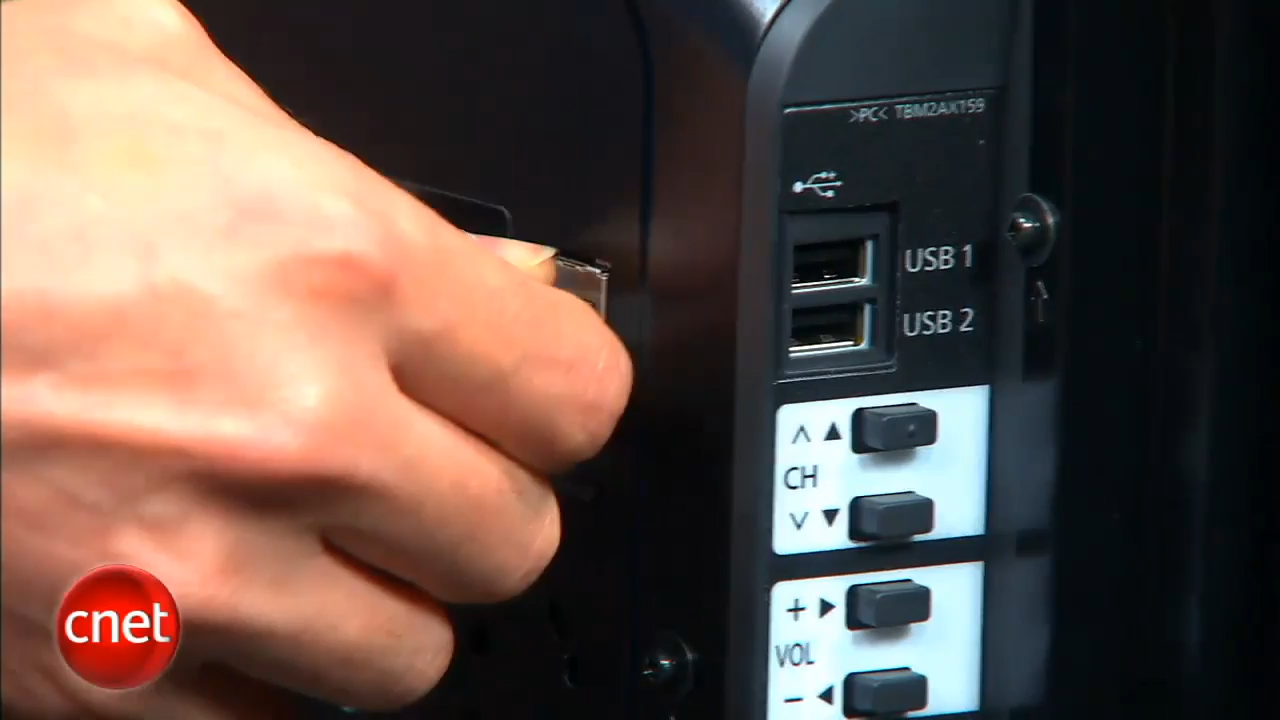 >PC< TBM2AX159
USB 1
USB 2
CH
+
VOL
-
cnet